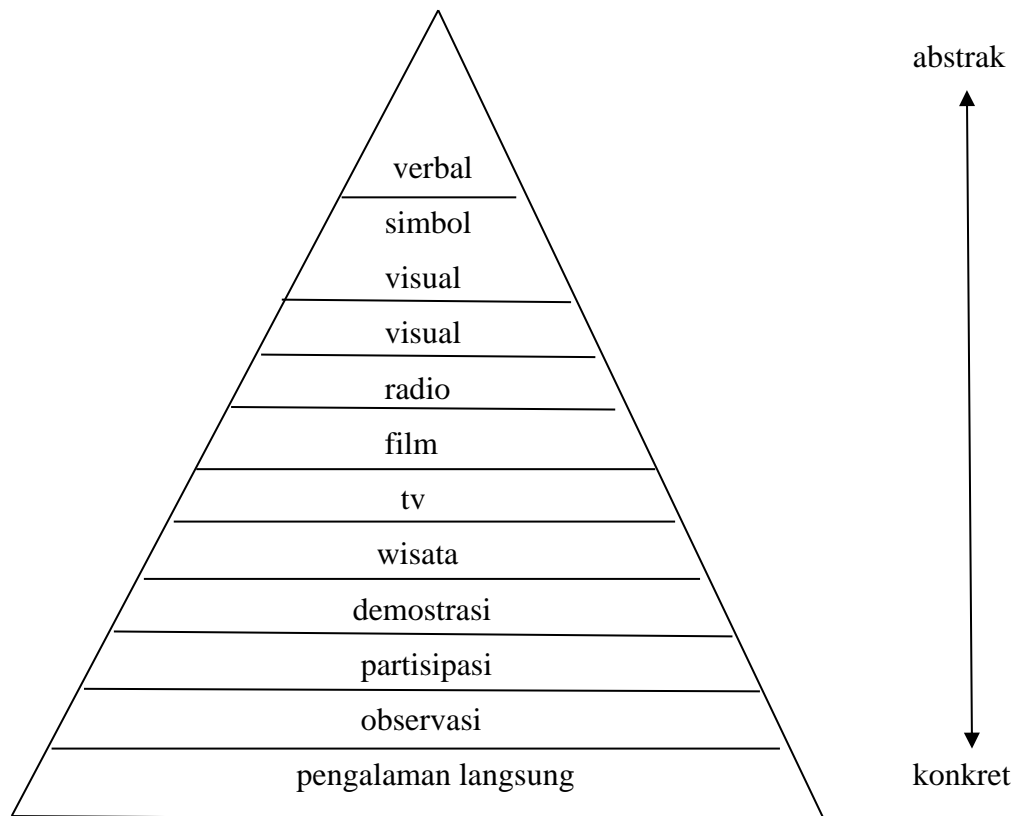 abstrak
verbal
simbol
visual
visual
radio
film
tv
wisata
demostrasi
partisipasi
observasi
pengalaman langsung
konkret